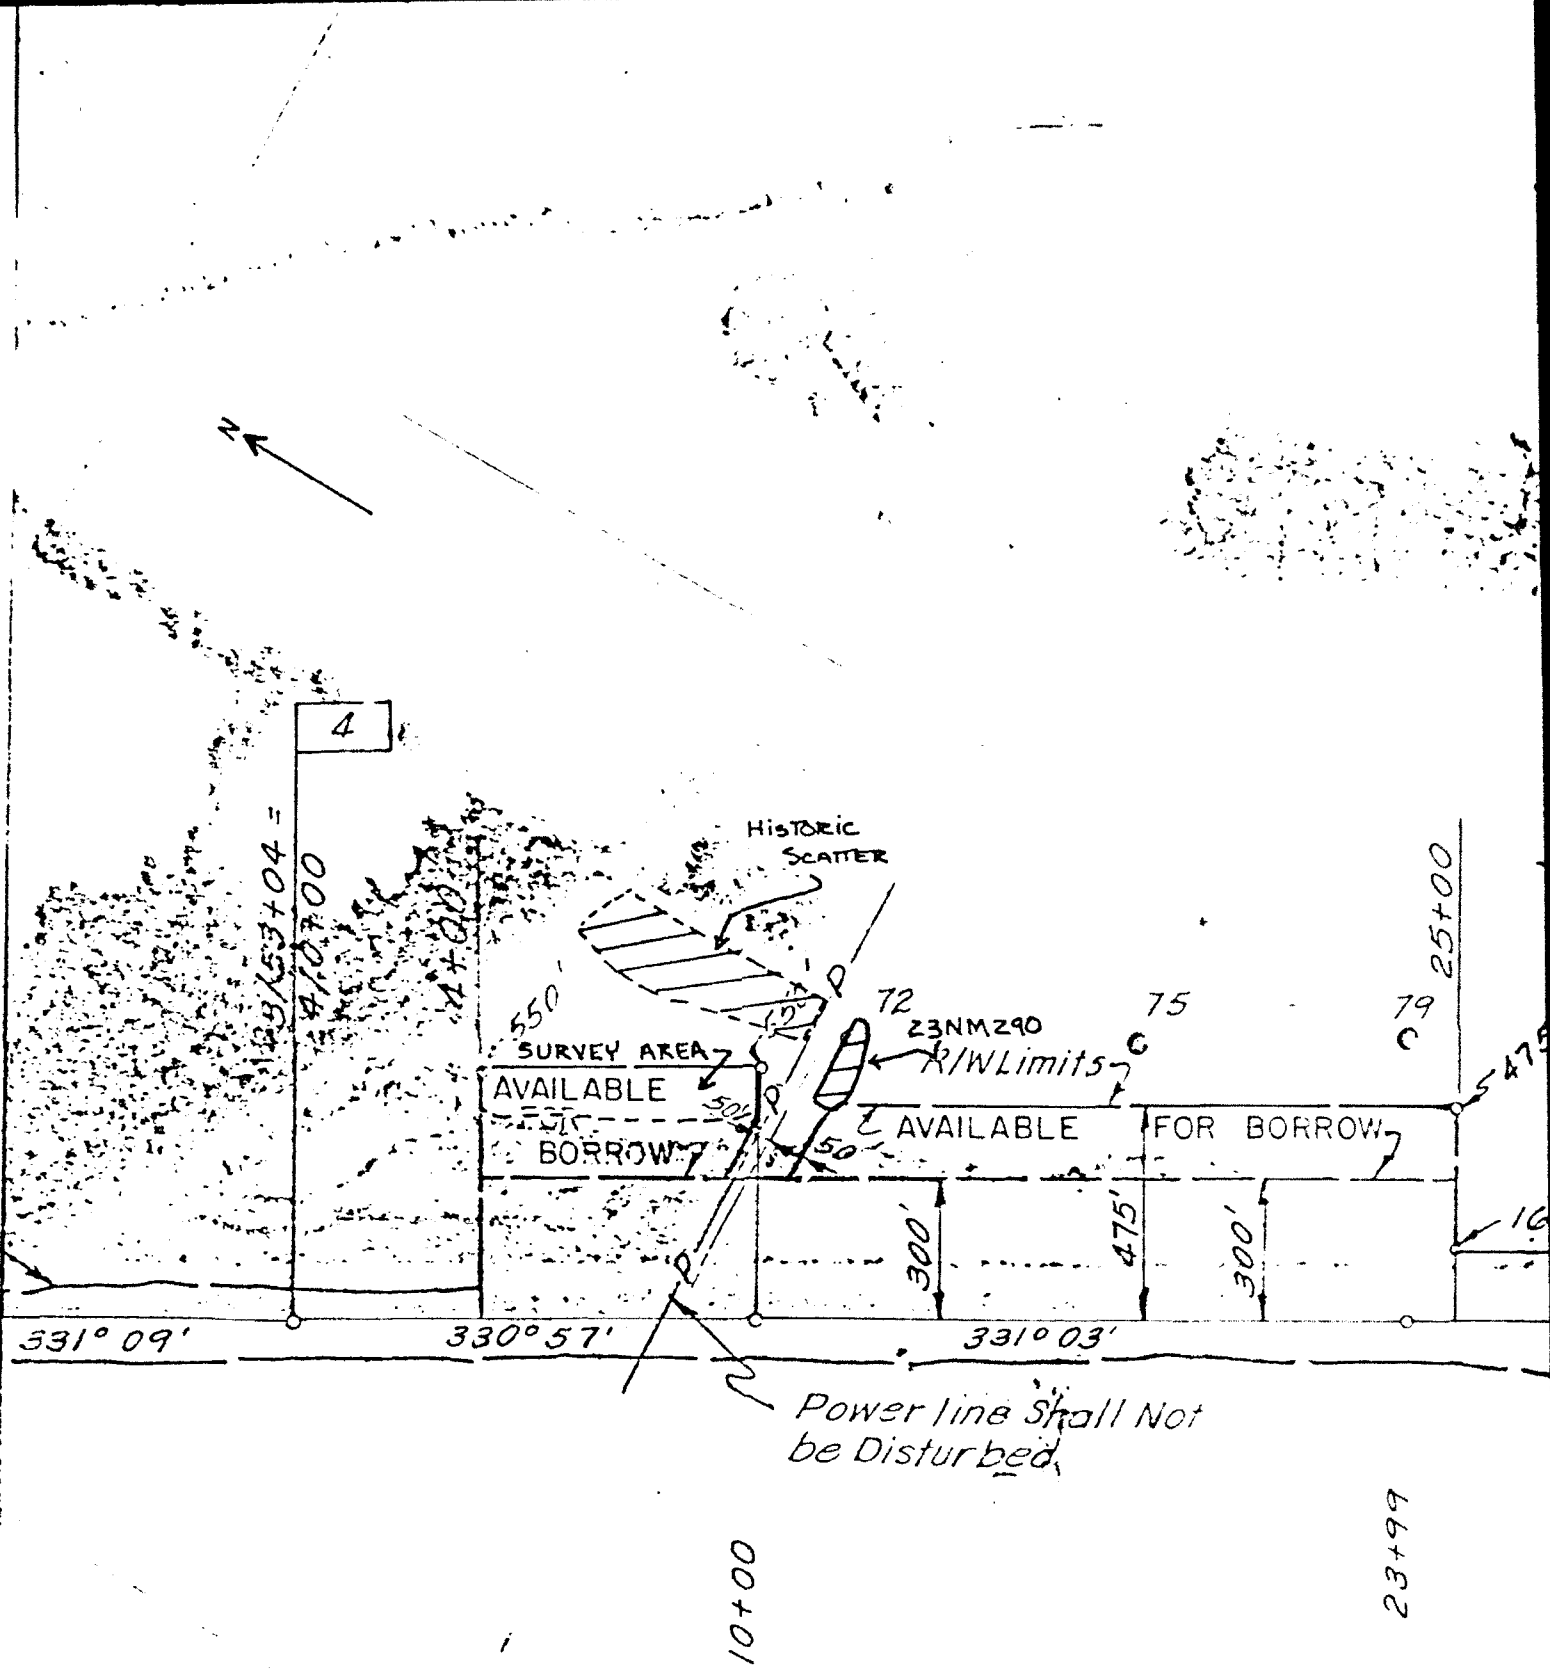 N
4
4+00
HISTORIC
SCATTER
25+00
550'
P
72
75
79
23NM290
SURVEY AREA
R/W Limits
AVAILABLE
50'
P
AVAILABLE
FOR BORROW
BORROW
50'
300'
475'
300'
P
331° 09'
330° 57'
331° 03'
Power line Shall Not
be Disturbed
10+00
23+99